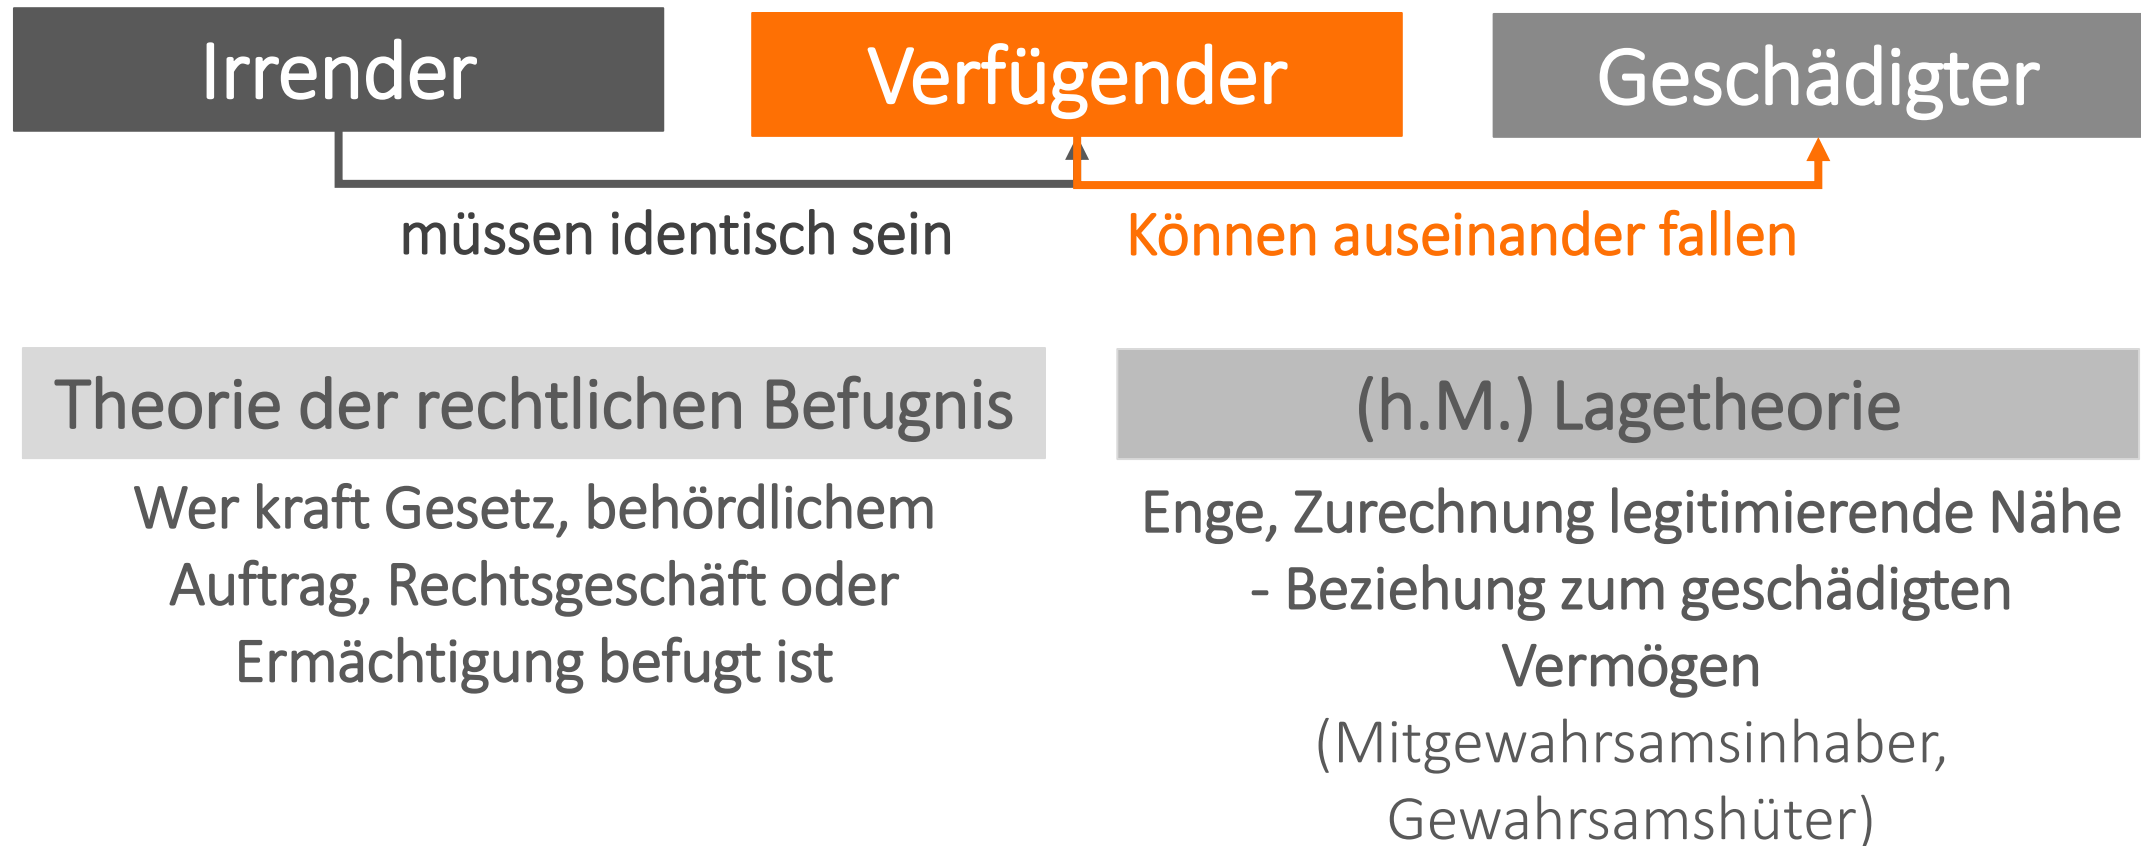 Irrender
Verfügender
Geschädigter
müssen identisch sein
Können auseinander fallen
Theorie der rechtlichen Befugnis
Wer kraft Gesetz, behördlichem
Auftrag, Rechtsgeschäft oder
Ermächtigung befugt ist
(h.M.) Lagetheorie
Enge, Zurechnung legitimierende Nähe
- Beziehung zum geschädigten
Vermögen
(Mitgewahrsamsinhaber,
Gewahrsamshüter)